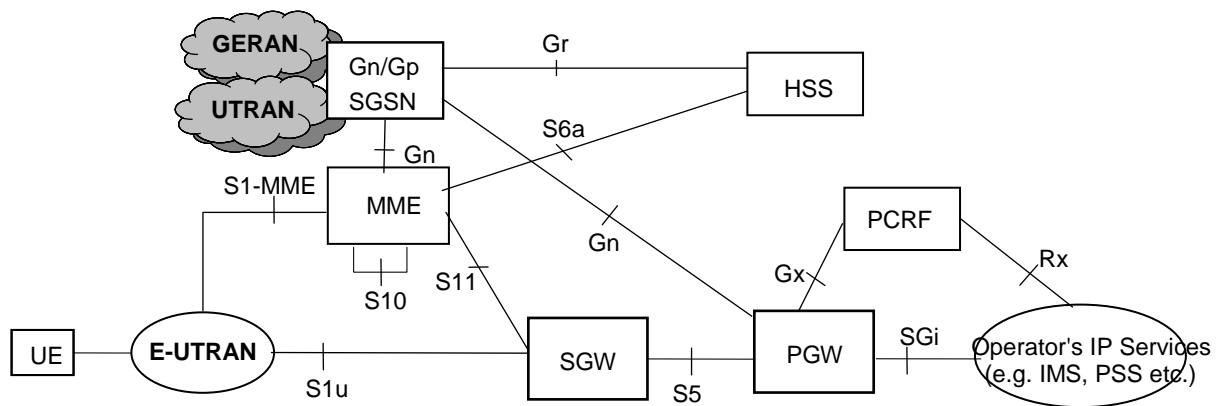 GERAN
Gr
Gn/Gp
SGSN
HSS
UTRAN
S6a
Gn
S1-MME
MME
PCRF
Gn
Gx
Rx
S11
S10
UE
E-UTRAN
SGW
PGW
SGi
Operator's IP Services
(e.g. IMS, PSS etc.)
S1u
S5